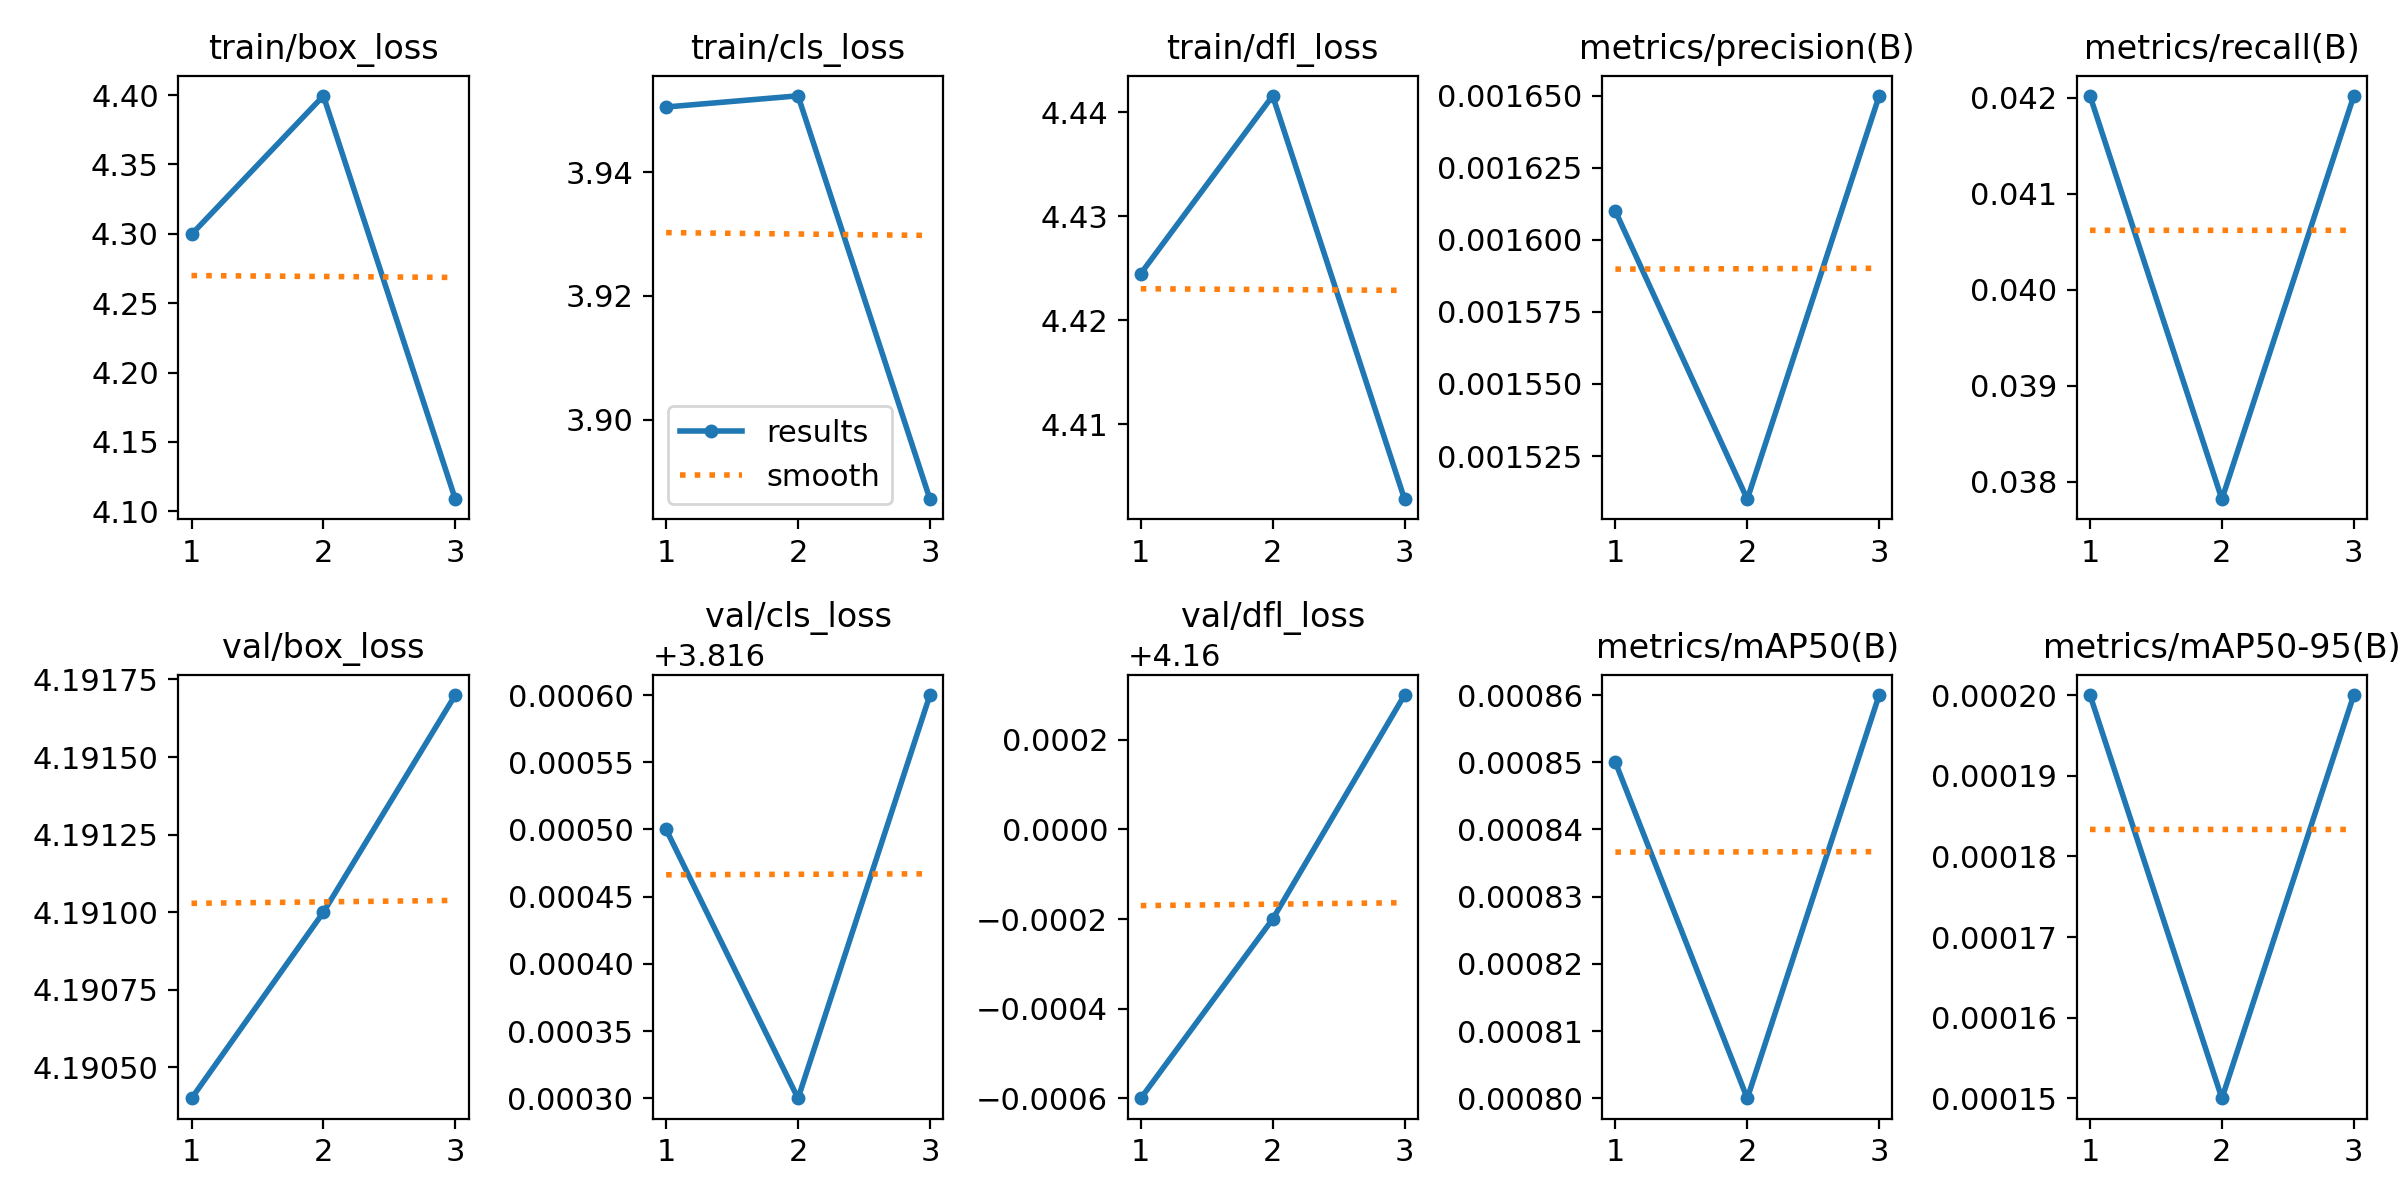 train/box_loss
4.40
4.35
4.30
4.25
4.20
4.15
4.10
1 2 3
train/cls_loss
3.94
3.92
3.90
results
smooth
1 2 3
train/dfl_loss
4.44
4.43
4.42
4.41
1 2 3
metrics/precision(B)
0.001650
0.001625
0.001600
0.001575
0.001550
0.001525
1 2 3
metrics/recall(B)
0.042
0.041
0.040
0.039
0.038
1 2 3
val/box_loss
4.19175
4.19150
4.19125
4.19100
4.19075
4.19050
1 2 3
val/cls_loss
+3.816
0.00060
0.00055
0.00050
0.00045
0.00040
0.00035
0.00030
1 2 3
val/dfl_loss
+4.16
0.0002
0.0000
−0.0002
−0.0004
−0.0006
1 2 3
metrics/mAP50(B)
0.00086
0.00085
0.00084
0.00083
0.00082
0.00081
0.00080
1 2 3
metrics/mAP50-95(B)
0.00020
0.00019
0.00018
0.00017
0.00016
0.00015
1 2 3